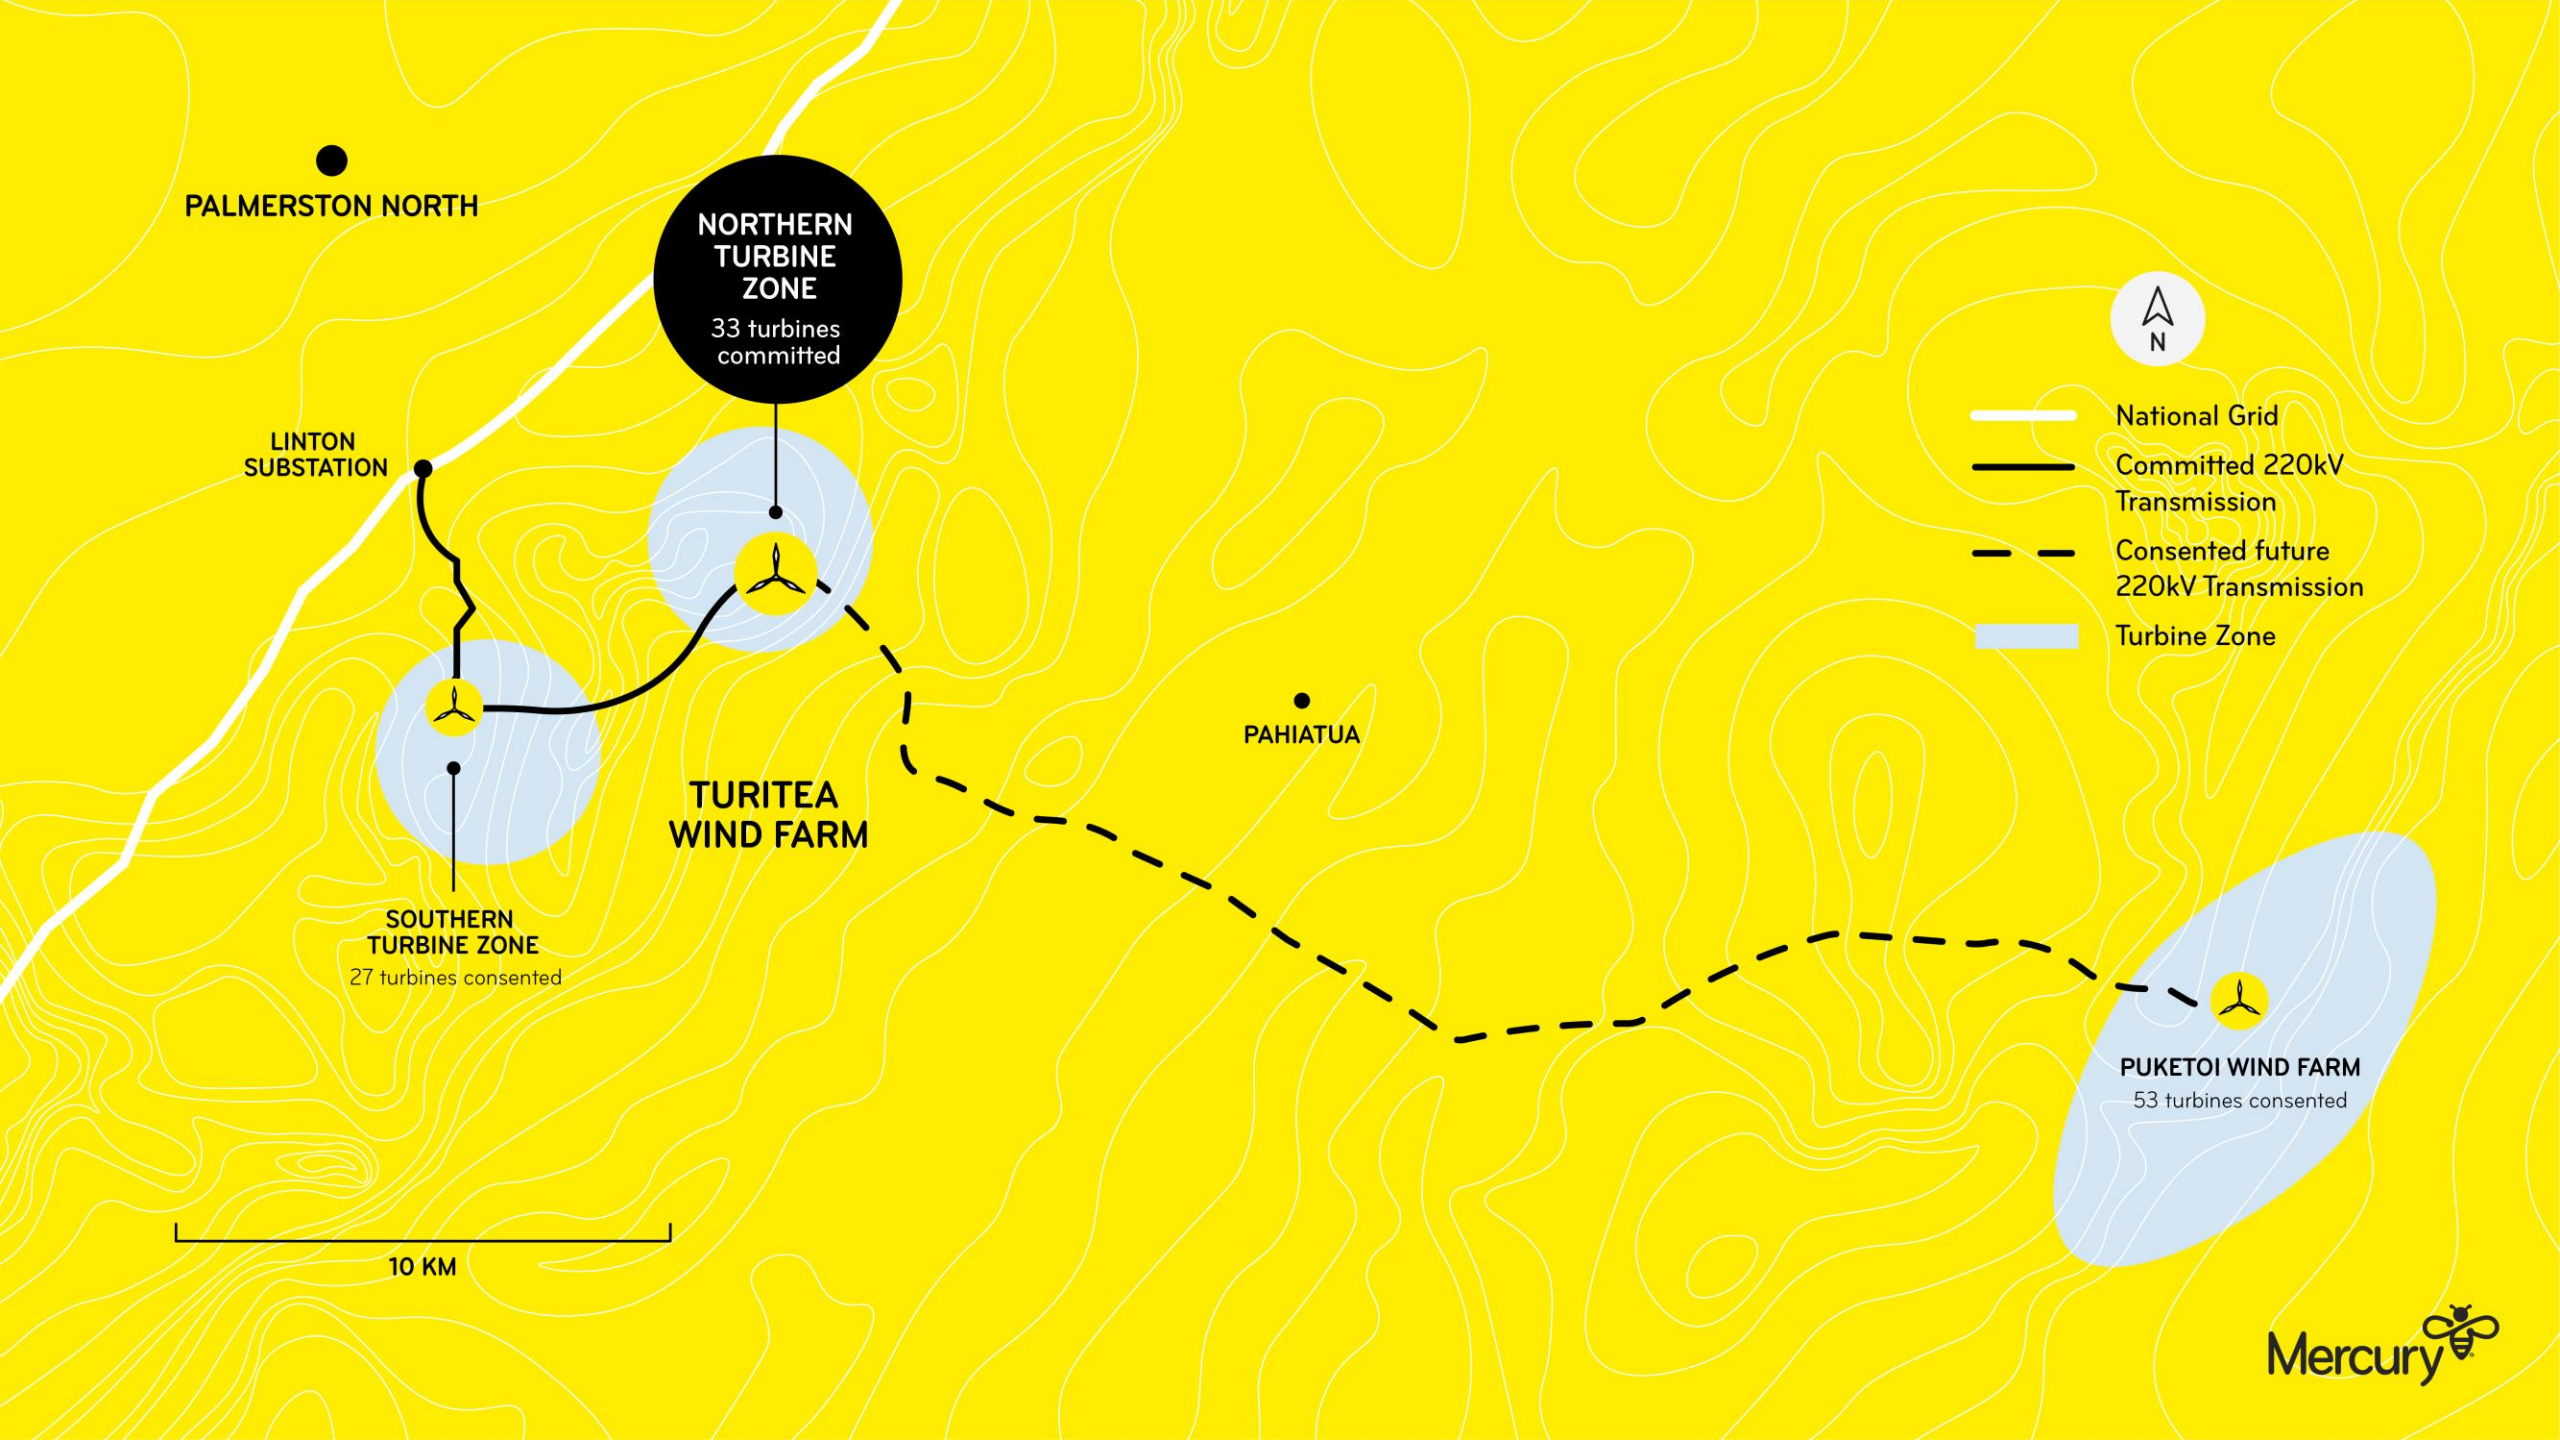 PALMERSTON NORTH
NORTHERN
TURBINE
ZONE
33 turbines
committed
LINTON
SUBSTATION
N
National Grid
Committed 220kV
Transmission
Consented future
220kV Transmission
Turbine Zone
PAHIATUA
TURITEA
WIND FARM
SOUTHERN
TURBINE ZONE
27 turbines consented
PUKETOI WIND FARM
53 turbines consented
10 KM
Mercury